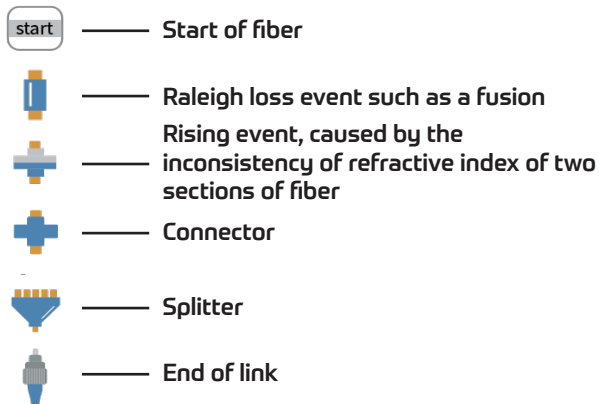 start
Start of fiber
Raleigh loss event such as a fusion
Rising event, caused by the
inconsistency of refractive index of two
sections of fiber
Connector
Splitter
End of link